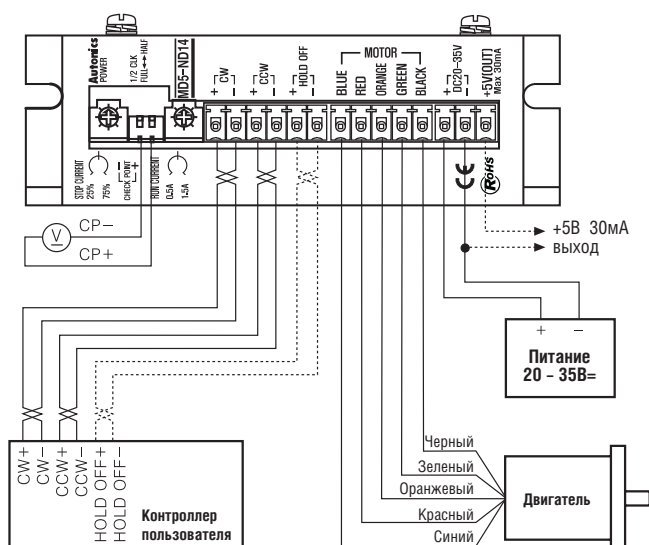 Autonics
POWER
1/2 CLK
FULL↔HALF
MD5-ND14
+ CW −
+ CCW −
+ HOLD OFF −
MOTOR
BLUE
RED
ORANGE
GREEN
BLACK
+ DC20-35V −
+5V(OUT)
Max 30mA
STOP CURRENT
25%
75%
CHECK POINT
− +
RUN CURRENT
0.5A
1.5A
CE
RoHS
V
CP−
CP+
+5В 30мА
выход
+ −
Питание
20 - 35В=
CW+
CW−
CCW+
CCW−
HOLD OFF+
HOLD OFF−
Контроллер
пользователя
Черный
Зеленый
Оранжевый
Красный
Синий
Двигатель